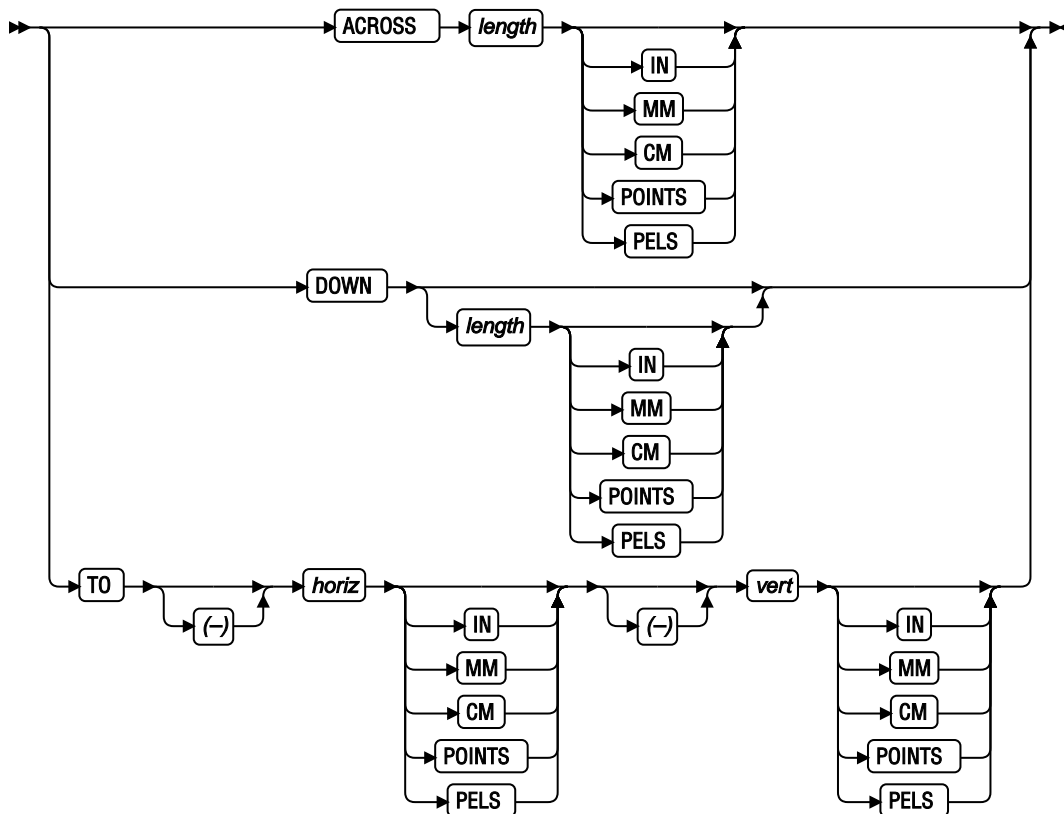 ACROSS length
IN
MM
CM
POINTS
PELS
DOWN
length
IN
MM
CM
POINTS
PELS
TO horiz vert
(–) (–)
IN IN
MM MM
CM CM
POINTS POINTS
PELS PELS